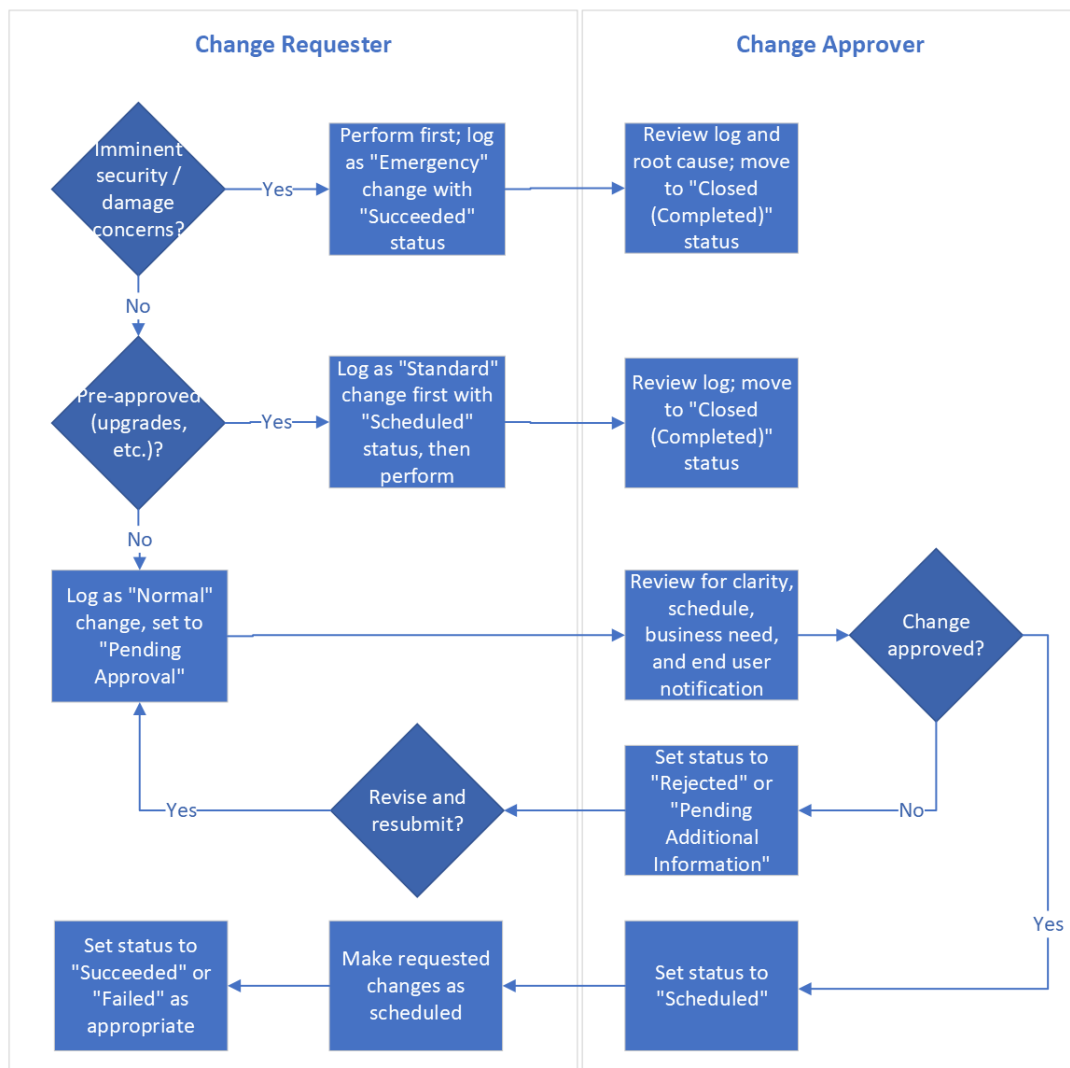 Change Requester
Change Approver
Imminent
security /
damage
concerns?
Yes
Perform first; log
as "Emergency"
change with
"Succeeded"
status
Review log and
root cause; move
to "Closed
(Completed)"
status
No
Pre-approved
(upgrades,
etc.)?
Yes
Log as "Standard"
change first with
"Scheduled"
status, then
perform
Review log; move
to "Closed
(Completed)"
status
No
Log as "Normal"
change, set to
"Pending
Approval"
Review for clarity,
schedule,
business need,
and end user
notification
Change
approved?
No
Set status to
"Rejected" or
"Pending
Additional
Information"
Revise and
resubmit?
Yes
Yes
Set status to
"Scheduled"
Make requested
changes as
scheduled
Set status to
"Succeeded" or
"Failed" as
appropriate